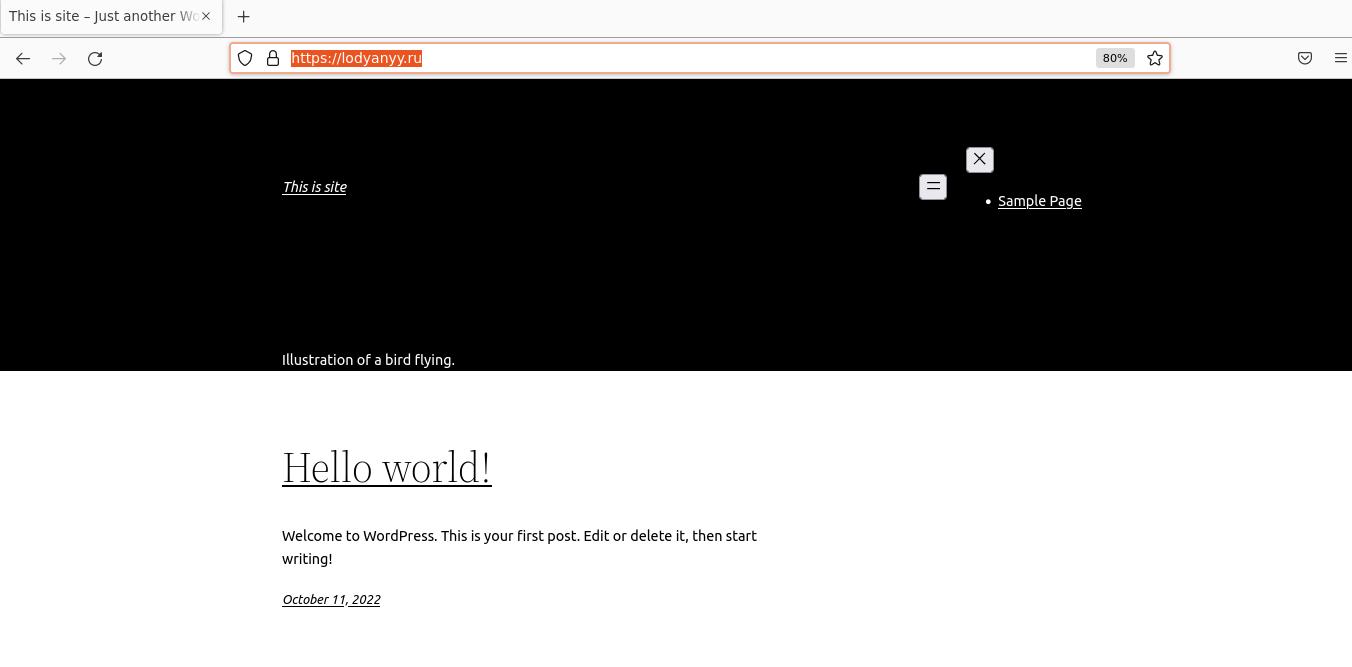 This is site – Just another Wo
https://lodyanyy.ru
80%
This is site
Sample Page
Illustration of a bird flying.
Hello world!
Welcome to WordPress. This is your first post. Edit or delete it, then start
writing!
October 11, 2022